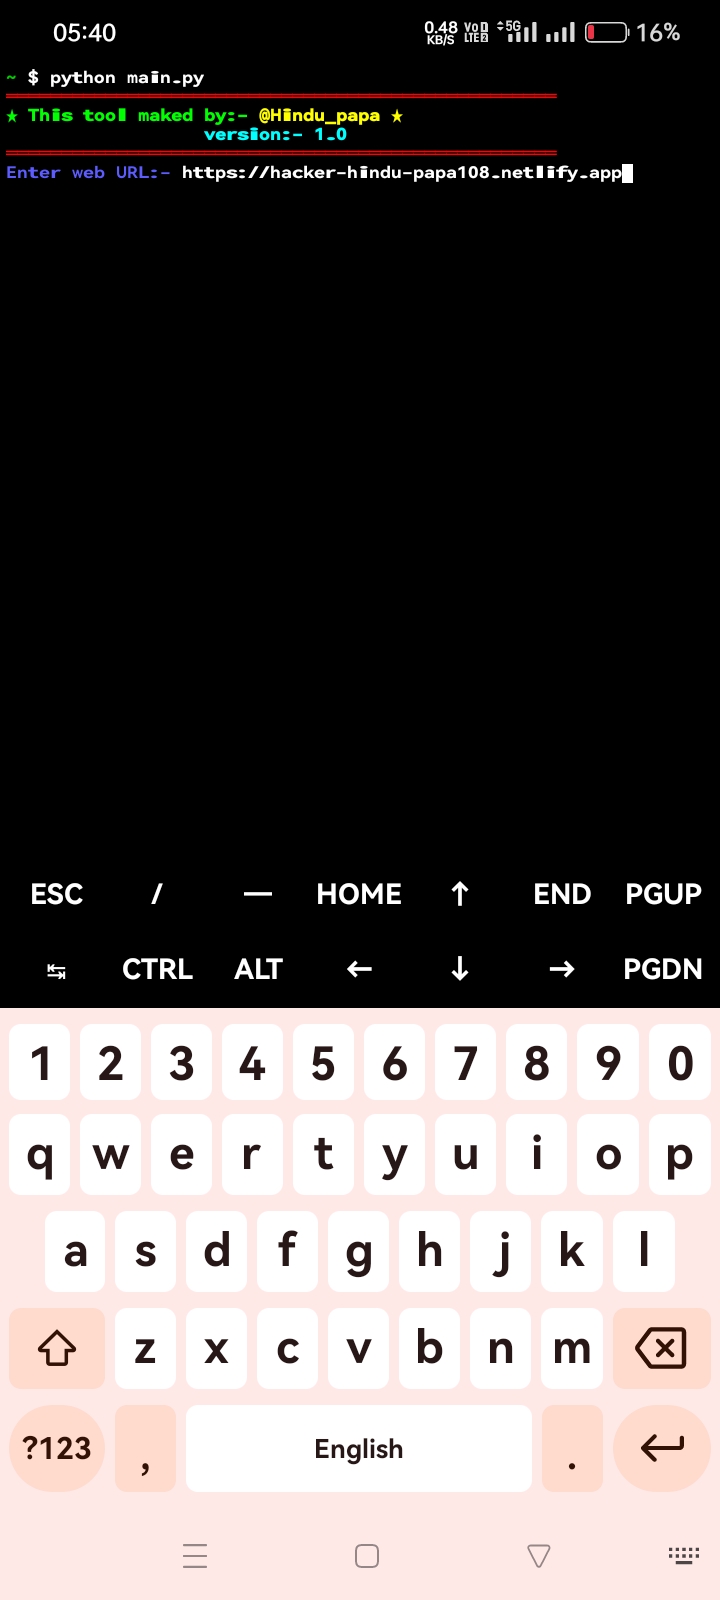 05:40 0.48 KB/S VoD LTE2 5G 16%
~ $ python main.py
★ This tool maked by:- @Hindu_papa ★
version:- 1.0
Enter web URL:- https://hacker-hindu-papa108.netlify.app
ESC / — HOME ↑ END PGUP
↹ CTRL ALT ← ↓ → PGDN
1 2 3 4 5 6 7 8 9 0
q w e r t y u i o p
a s d f g h j k l
z x c v b n m
?123 , English .